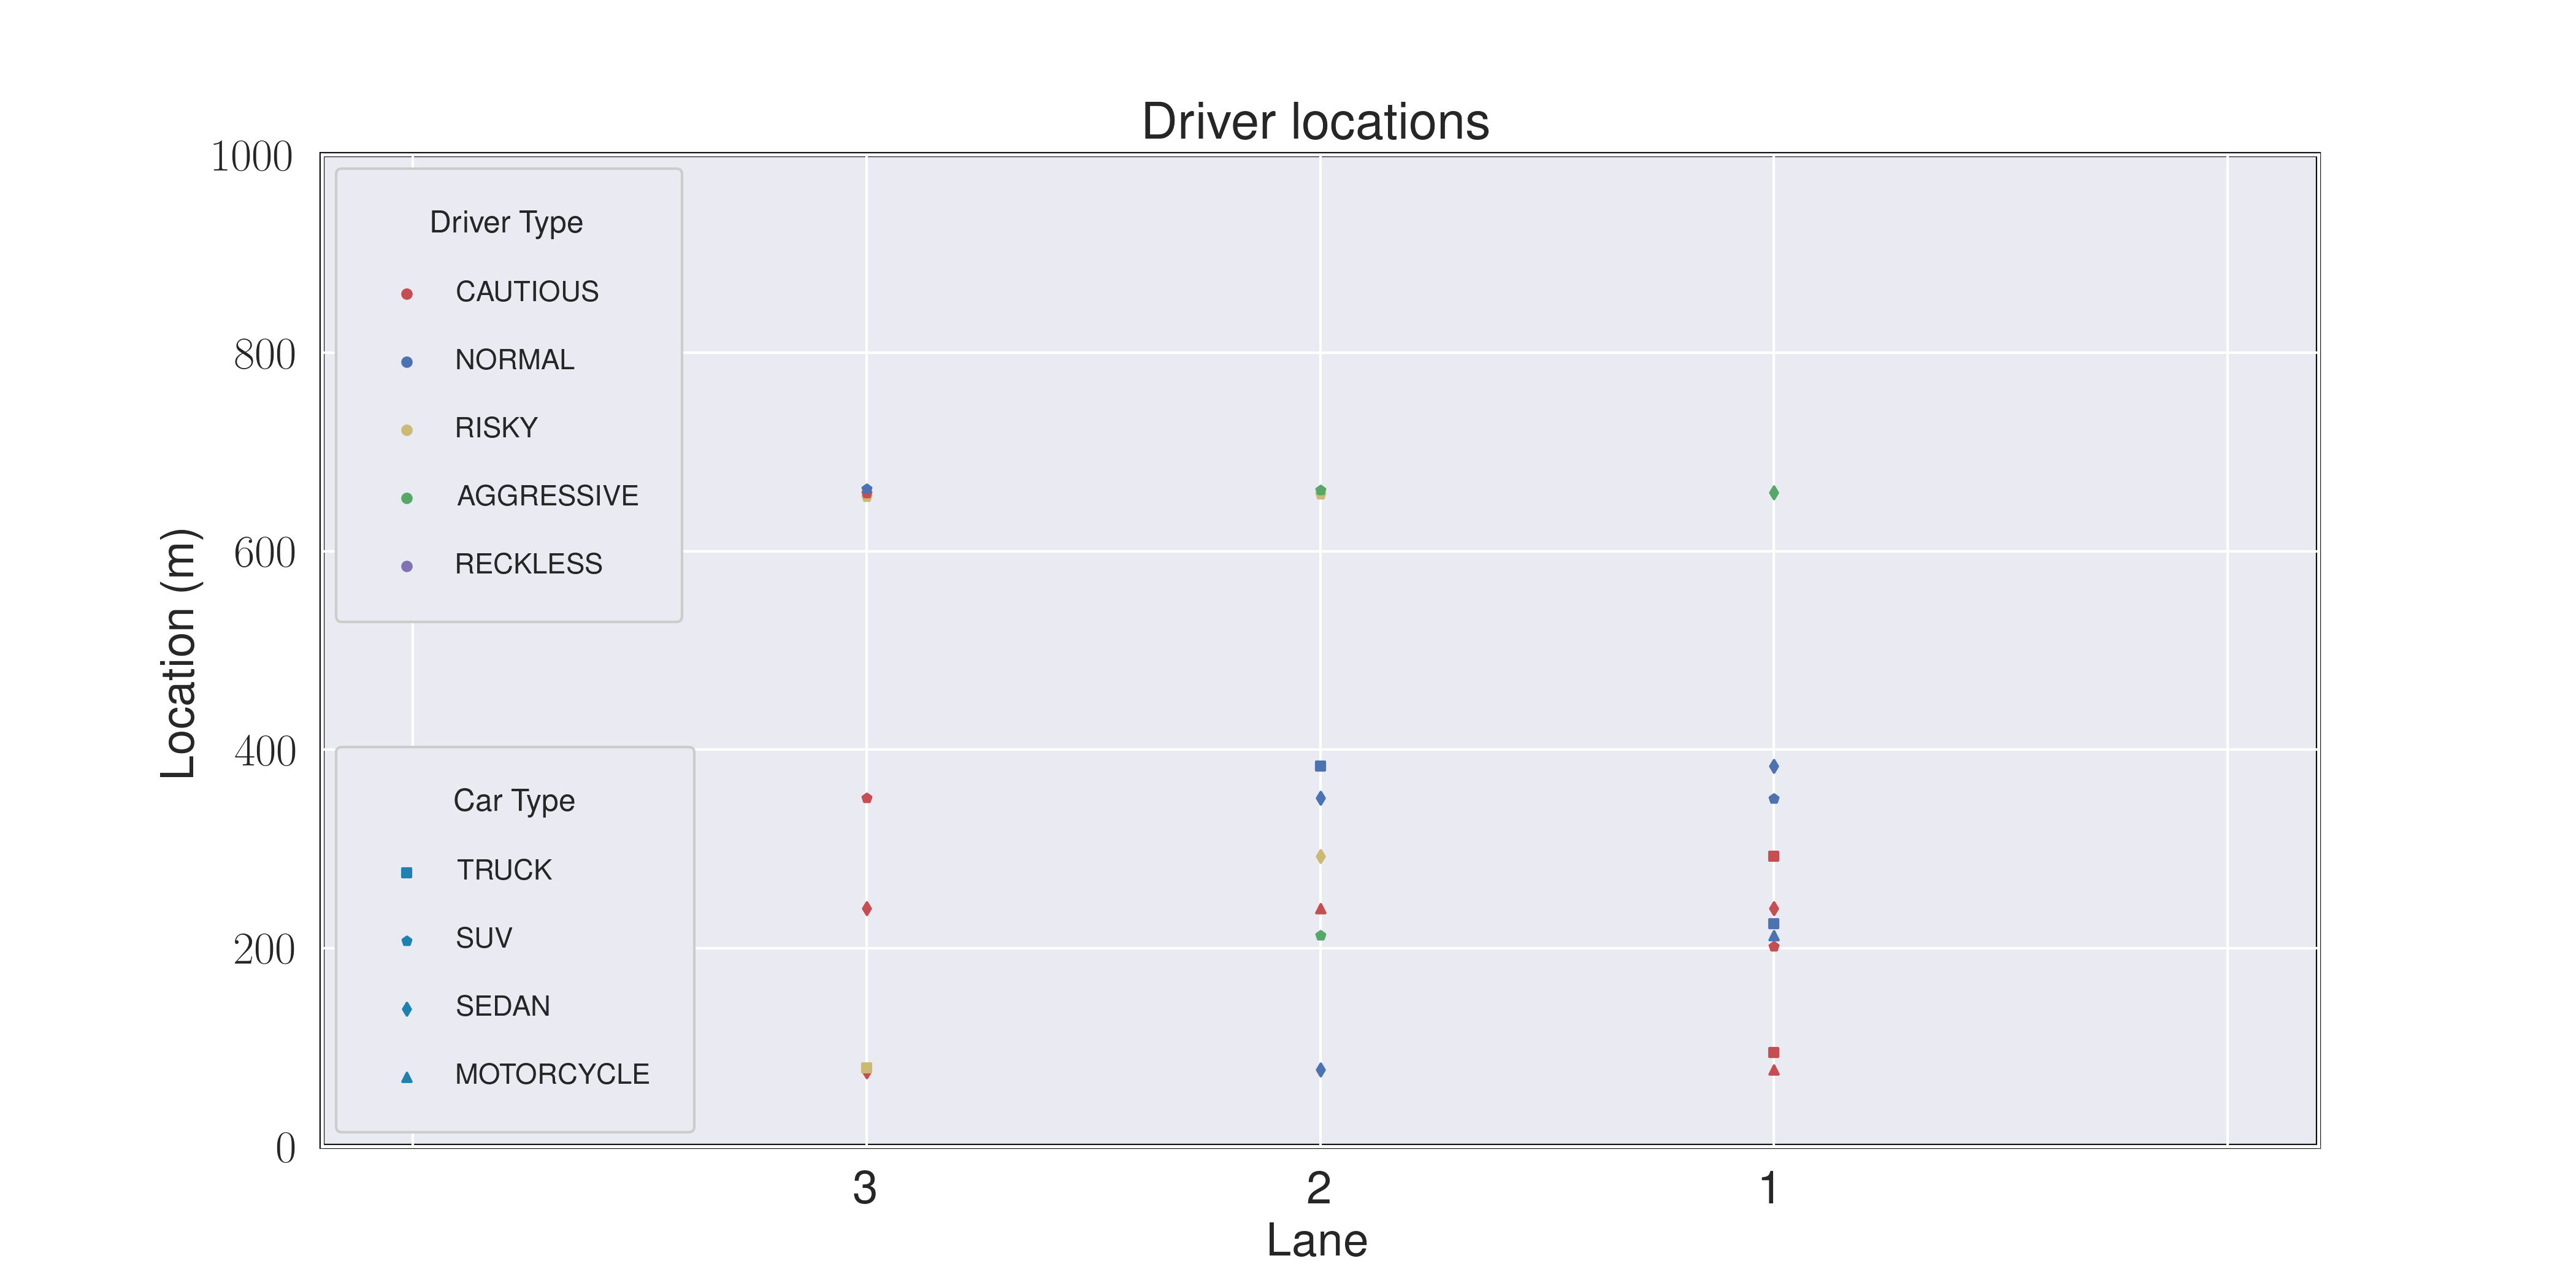 Driver locations
1000
800
600
400
200
0
Location (m)
Driver Type
CAUTIOUS
NORMAL
RISKY
AGGRESSIVE
RECKLESS
Car Type
TRUCK
SUV
SEDAN
MOTORCYCLE
3 2 1
Lane